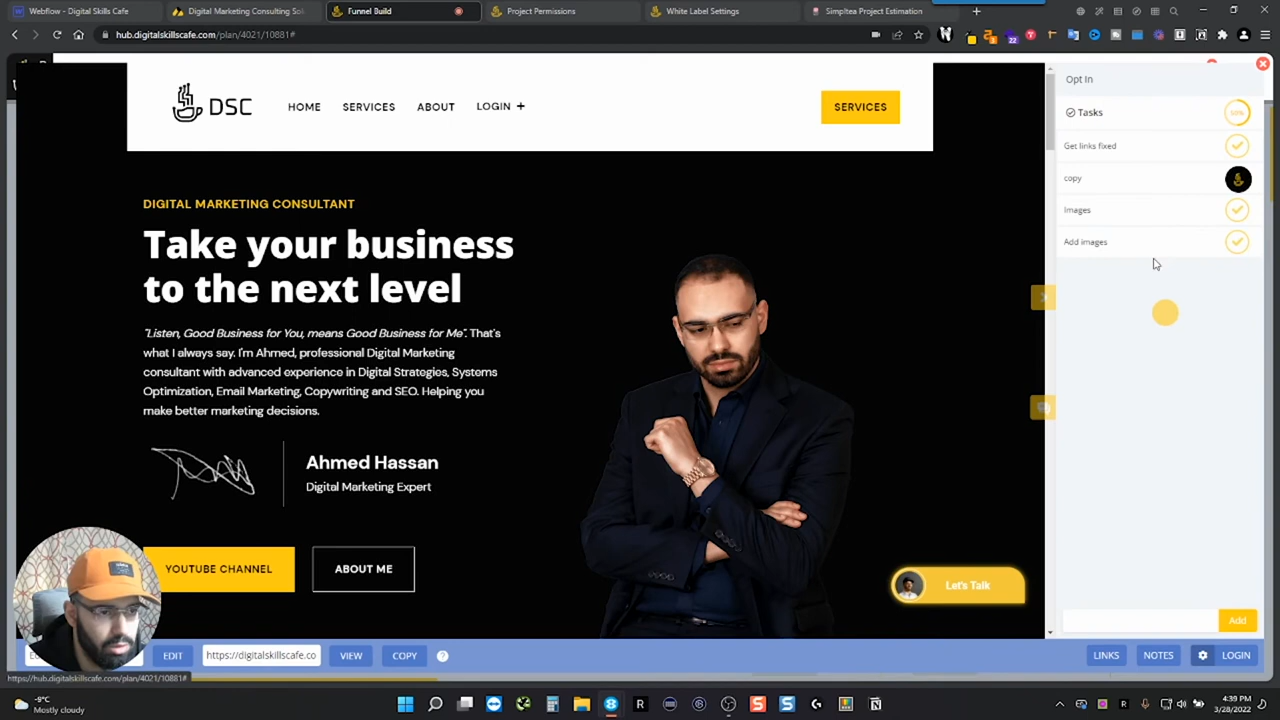 Webflow - Digital Skills Cafe
Digital Marketing Consulting Sol
Funnel Build
Project Permissions
White Label Settings
Simpltea Project Estimation
hub.digitalskillscafe.com/plan/4021/10881#
22
Opt In
DSC
HOME
SERVICES
ABOUT
LOGIN +
SERVICES
Tasks
50%
Get links fixed
copy
Images
Add images
DIGITAL MARKETING CONSULTANT
Take your business
to the next level
"Listen, Good Business for You, means Good Business for Me". That's
what I always say. I'm Ahmed, professional Digital Marketing
consultant with advanced experience in Digital Strategies, Systems
Optimization, Email Marketing, Copywriting and SEO. Helping you
make better marketing decisions.
Ahmed Hassan
Digital Marketing Expert
YOUTUBE CHANNEL
ABOUT ME
Let's Talk
Add
EDIT
https://digitalskillscafe.co
VIEW
COPY
?
LINKS
NOTES
LOGIN
https://hub.digitalskillscafe.com/plan/4021/10881#
-9°C
Mostly cloudy
4:39 PM
3/28/2022